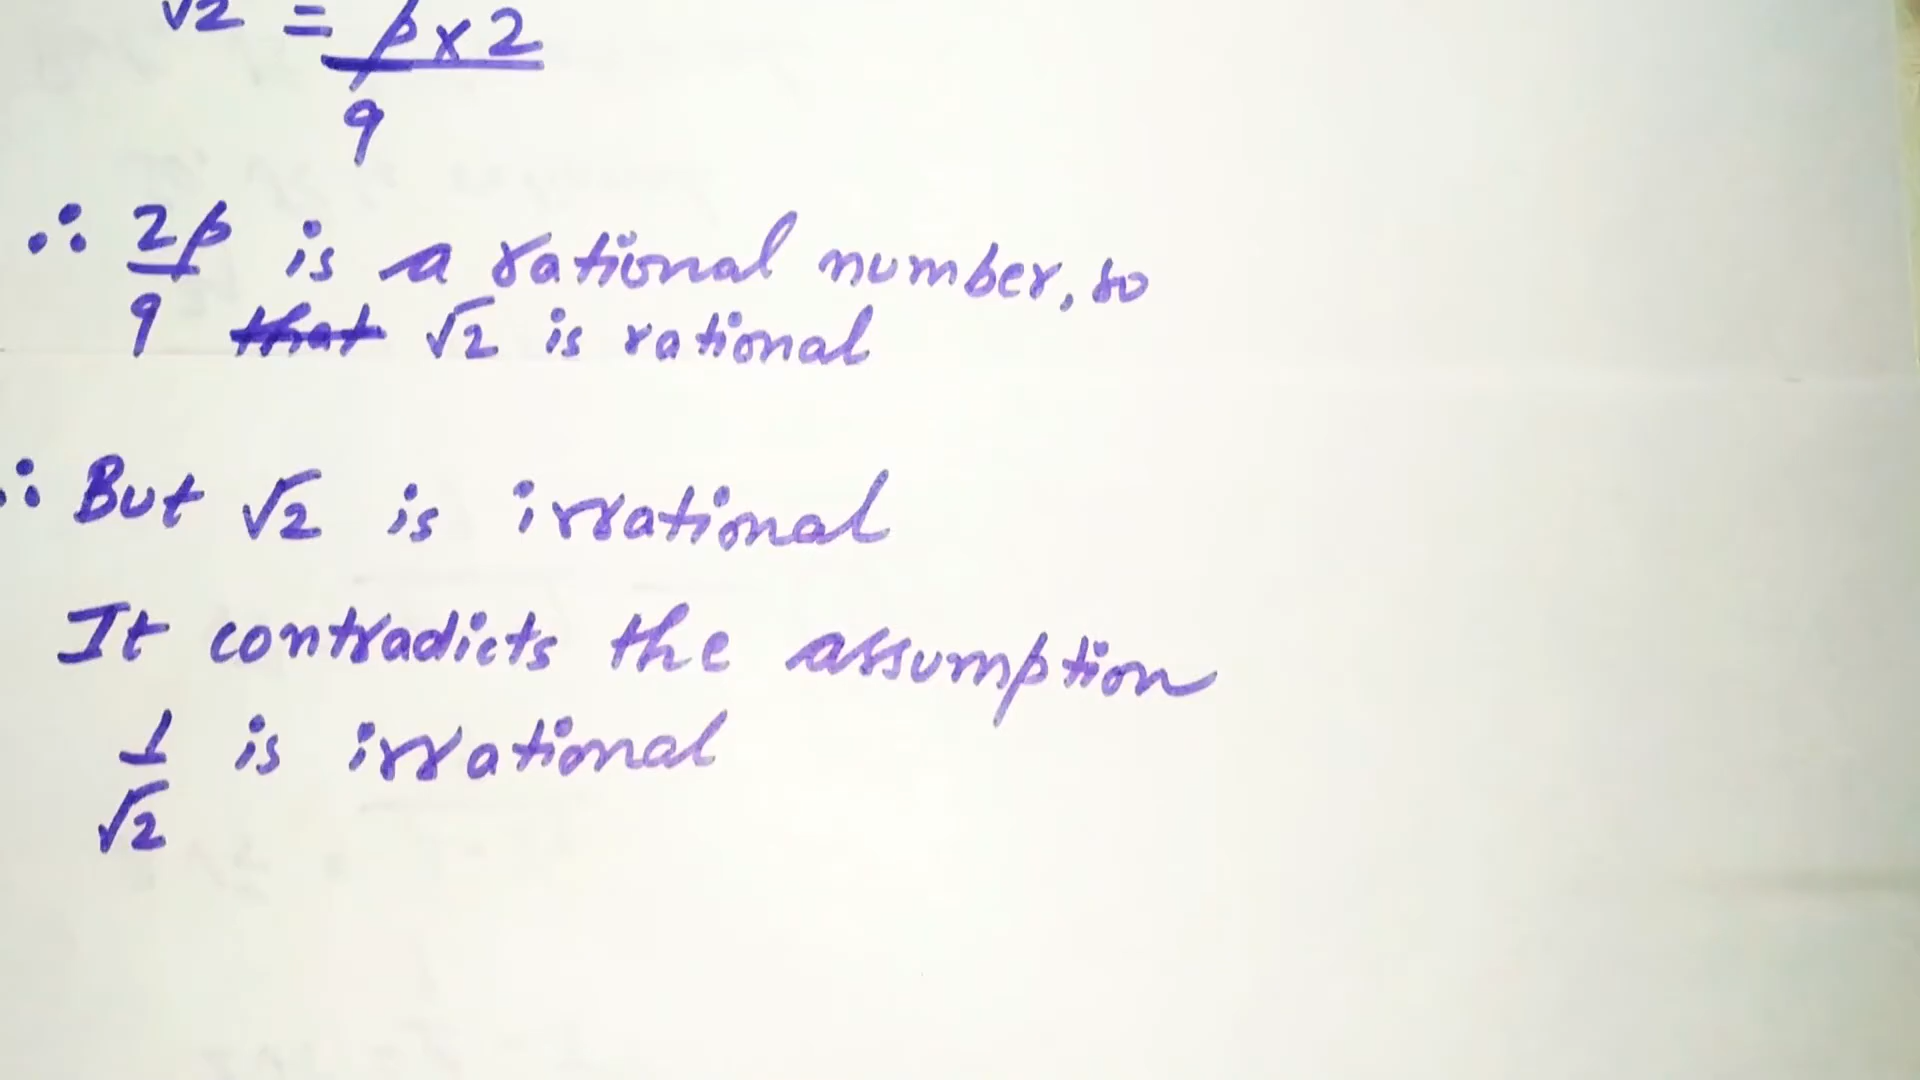 √2 = p x 2
9
∴ 2p is a rational number, so
9 that √2 is rational
∴ But √2 is irrational
It contradicts the assumption
1 is irrational
√2